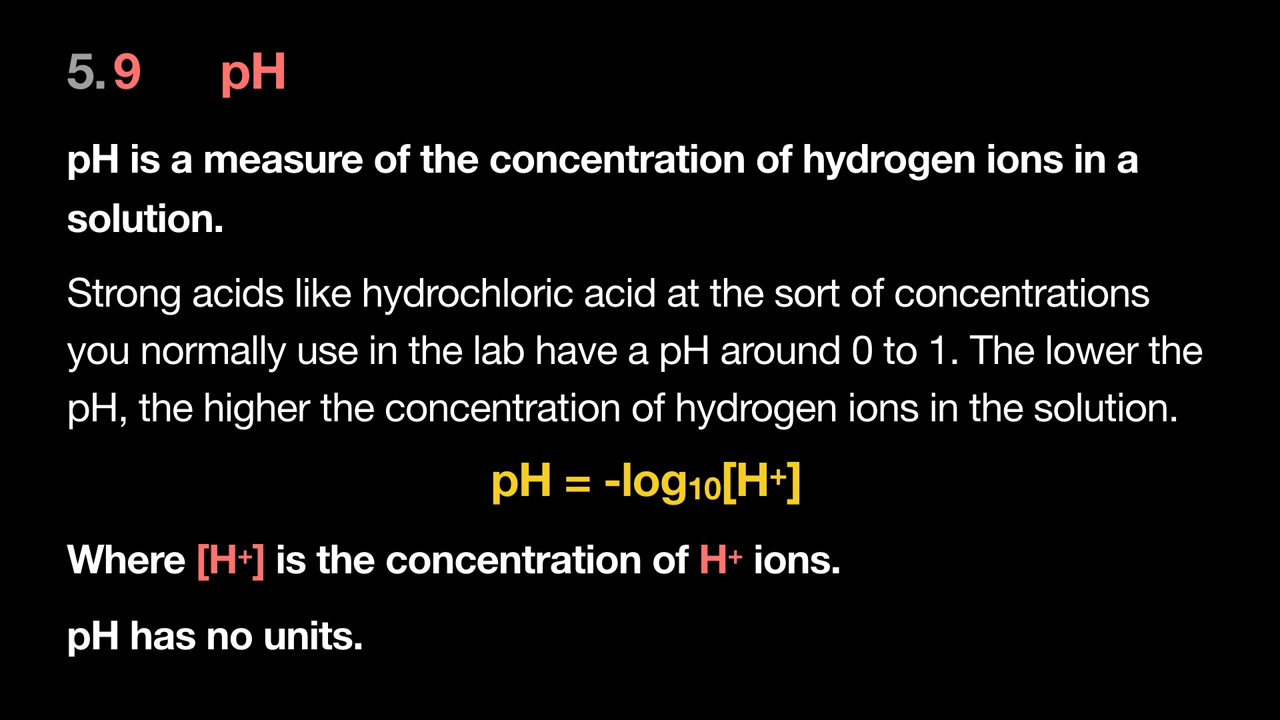 5.9 pH
pH is a measure of the concentration of hydrogen ions in a
solution.
Strong acids like hydrochloric acid at the sort of concentrations
you normally use in the lab have a pH around 0 to 1. The lower the
pH, the higher the concentration of hydrogen ions in the solution.
pH = -log₁₀[H⁺]
Where [H⁺] is the concentration of H⁺ ions.
pH has no units.